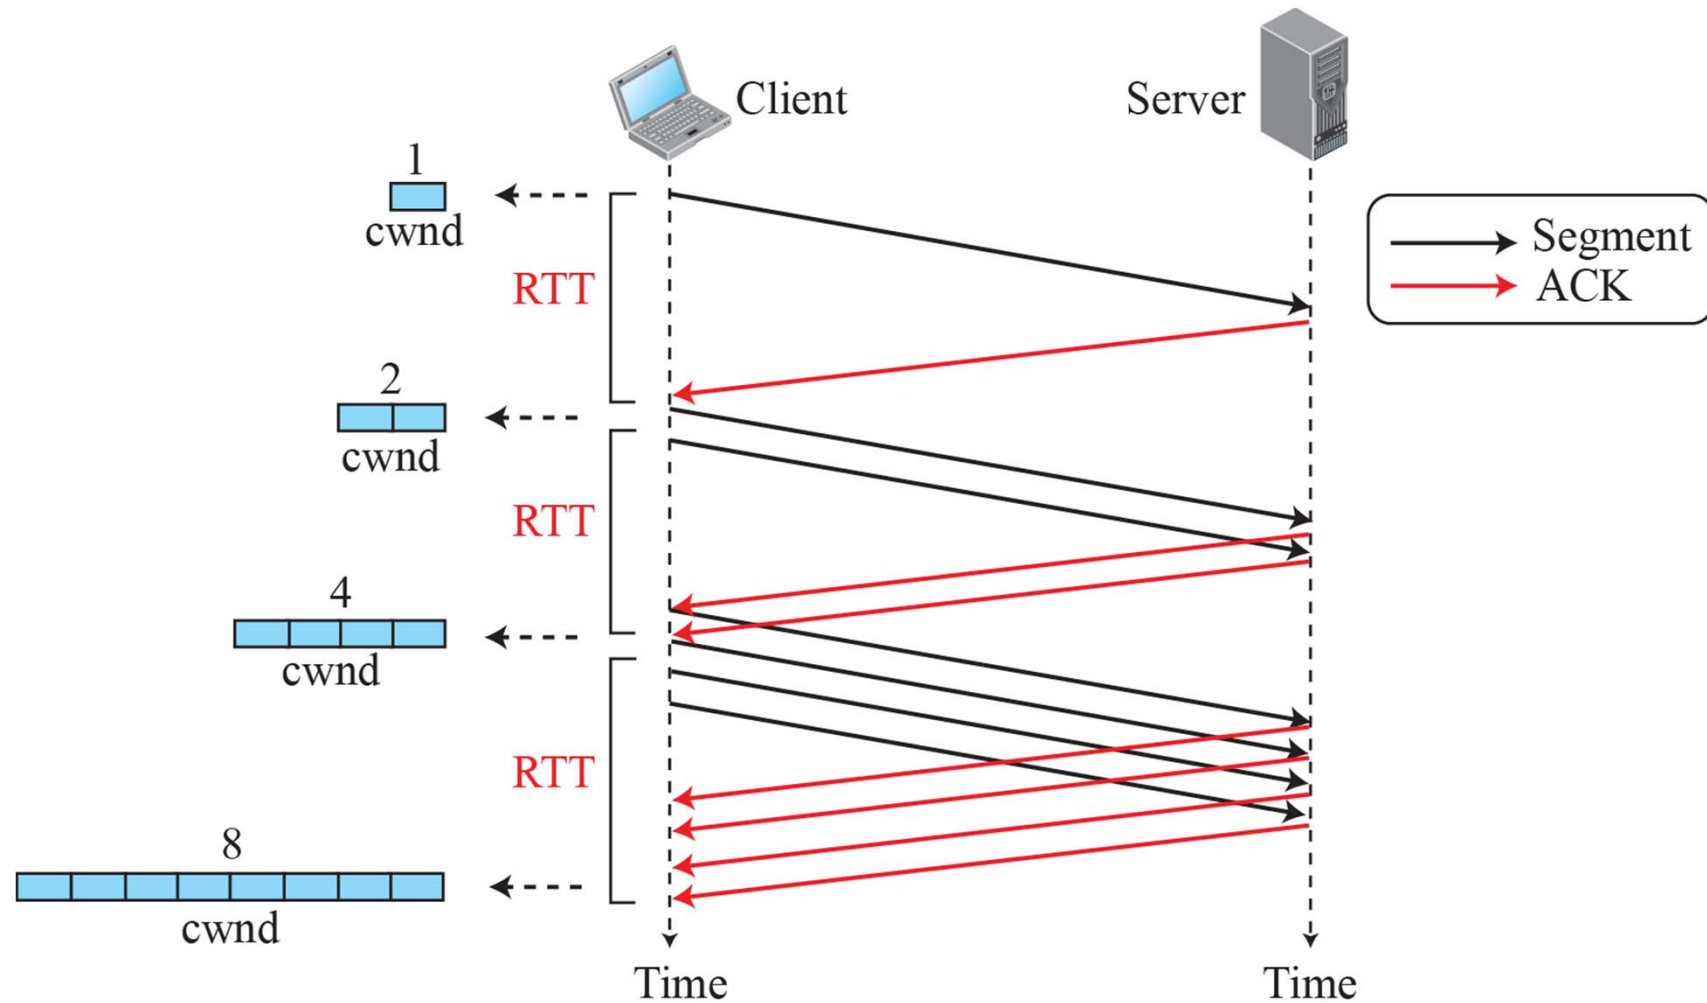 Client
Server
1
cwnd
Segment
ACK
RTT
2
cwnd
RTT
4
cwnd
RTT
8
cwnd
Time
Time